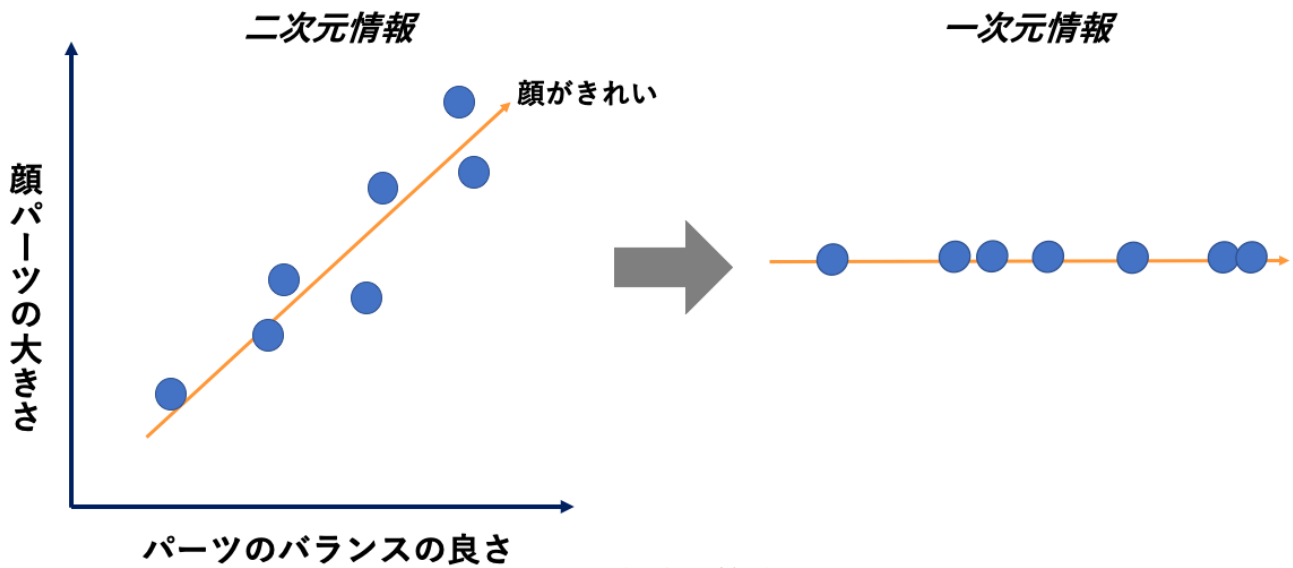 二次元情報
一次元情報
顔がきれい
顔パーツの大きさ
パーツのバランスの良さ